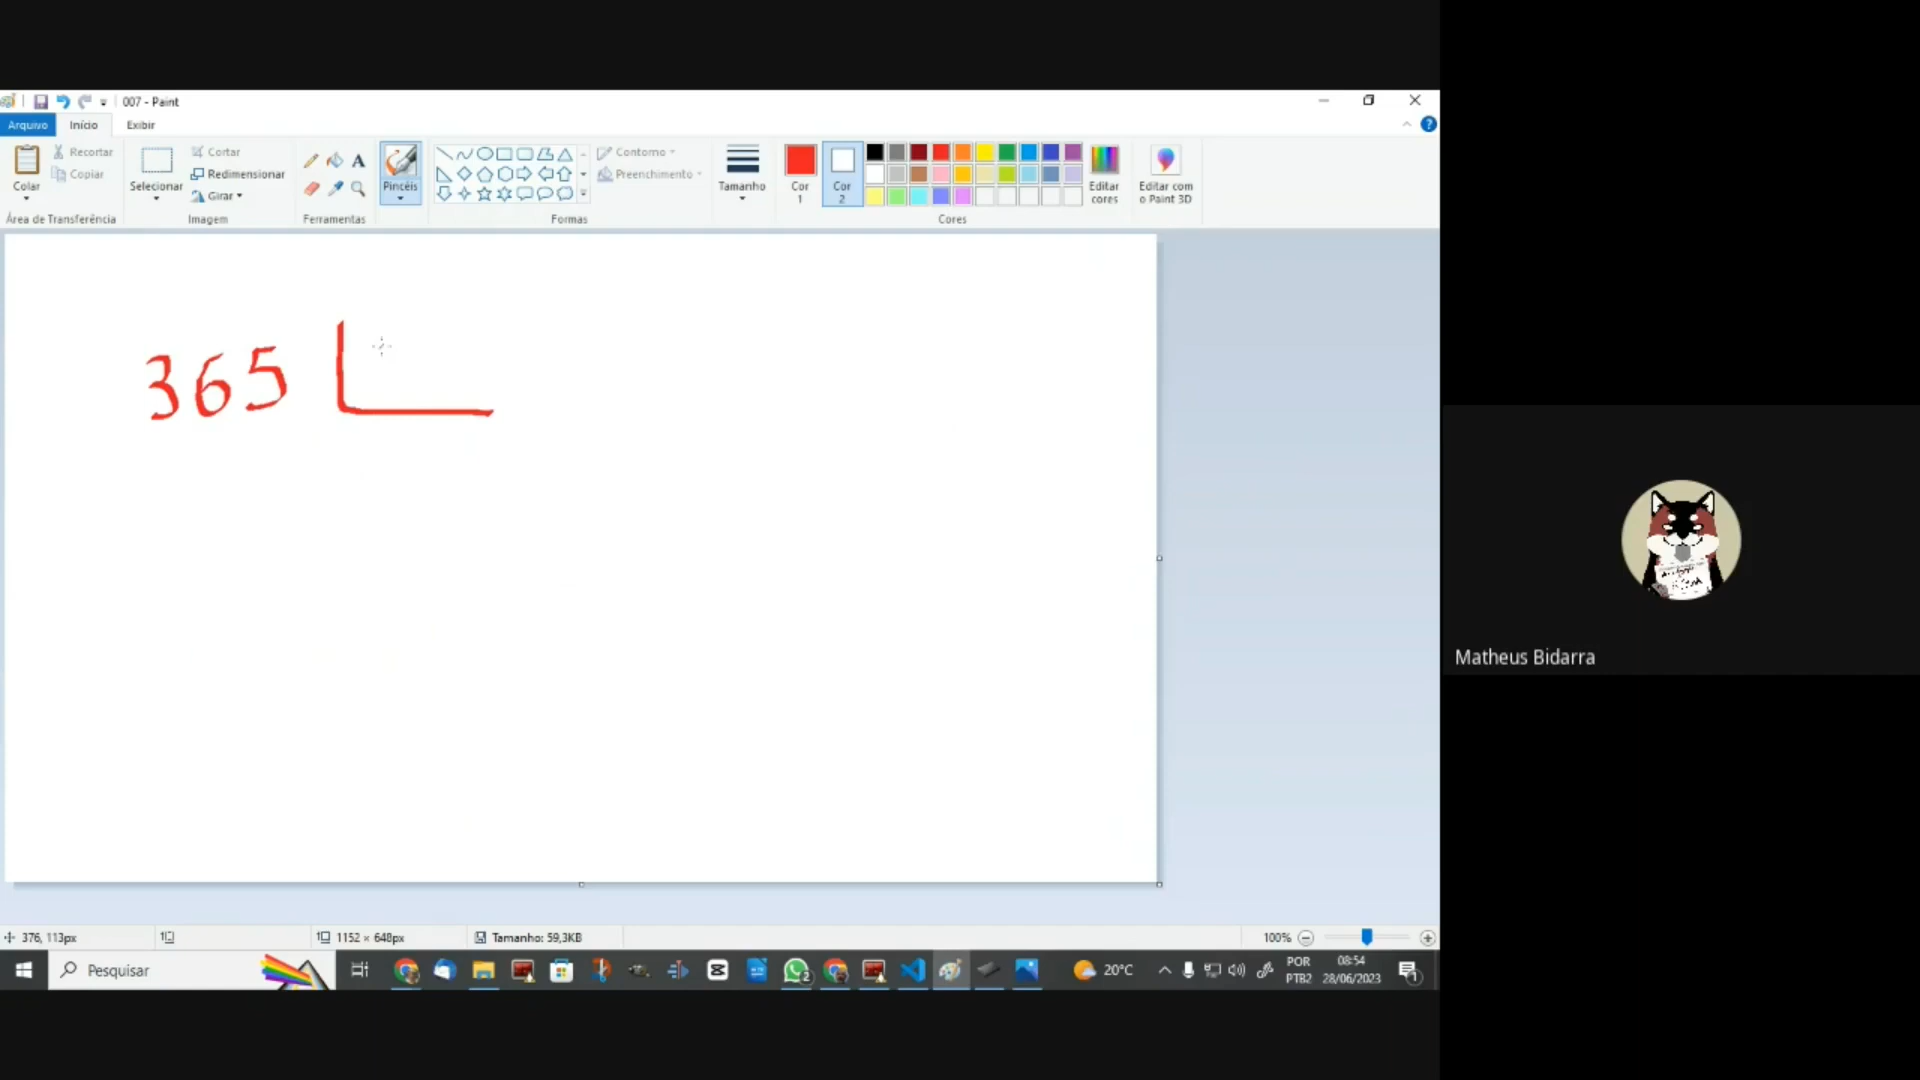 007 - Paint
Arquivo Início Exibir
Colar
Recortar
Copiar
Área de Transferência
Selecionar
Cortar
Redimensionar
Girar
Imagem
A
Ferramentas
Pincéis
Contorno
Preenchimento
Formas
Tamanho
Cor
1
Cor
2
Editar
cores
Cores
Editar com
o Paint 3D
?
365
Matheus Bidarra
376, 113px 1152 × 648px Tamanho: 59,3KB 100%
Pesquisar
2
20°C
POR
PTB2
08:54
28/06/2023
1